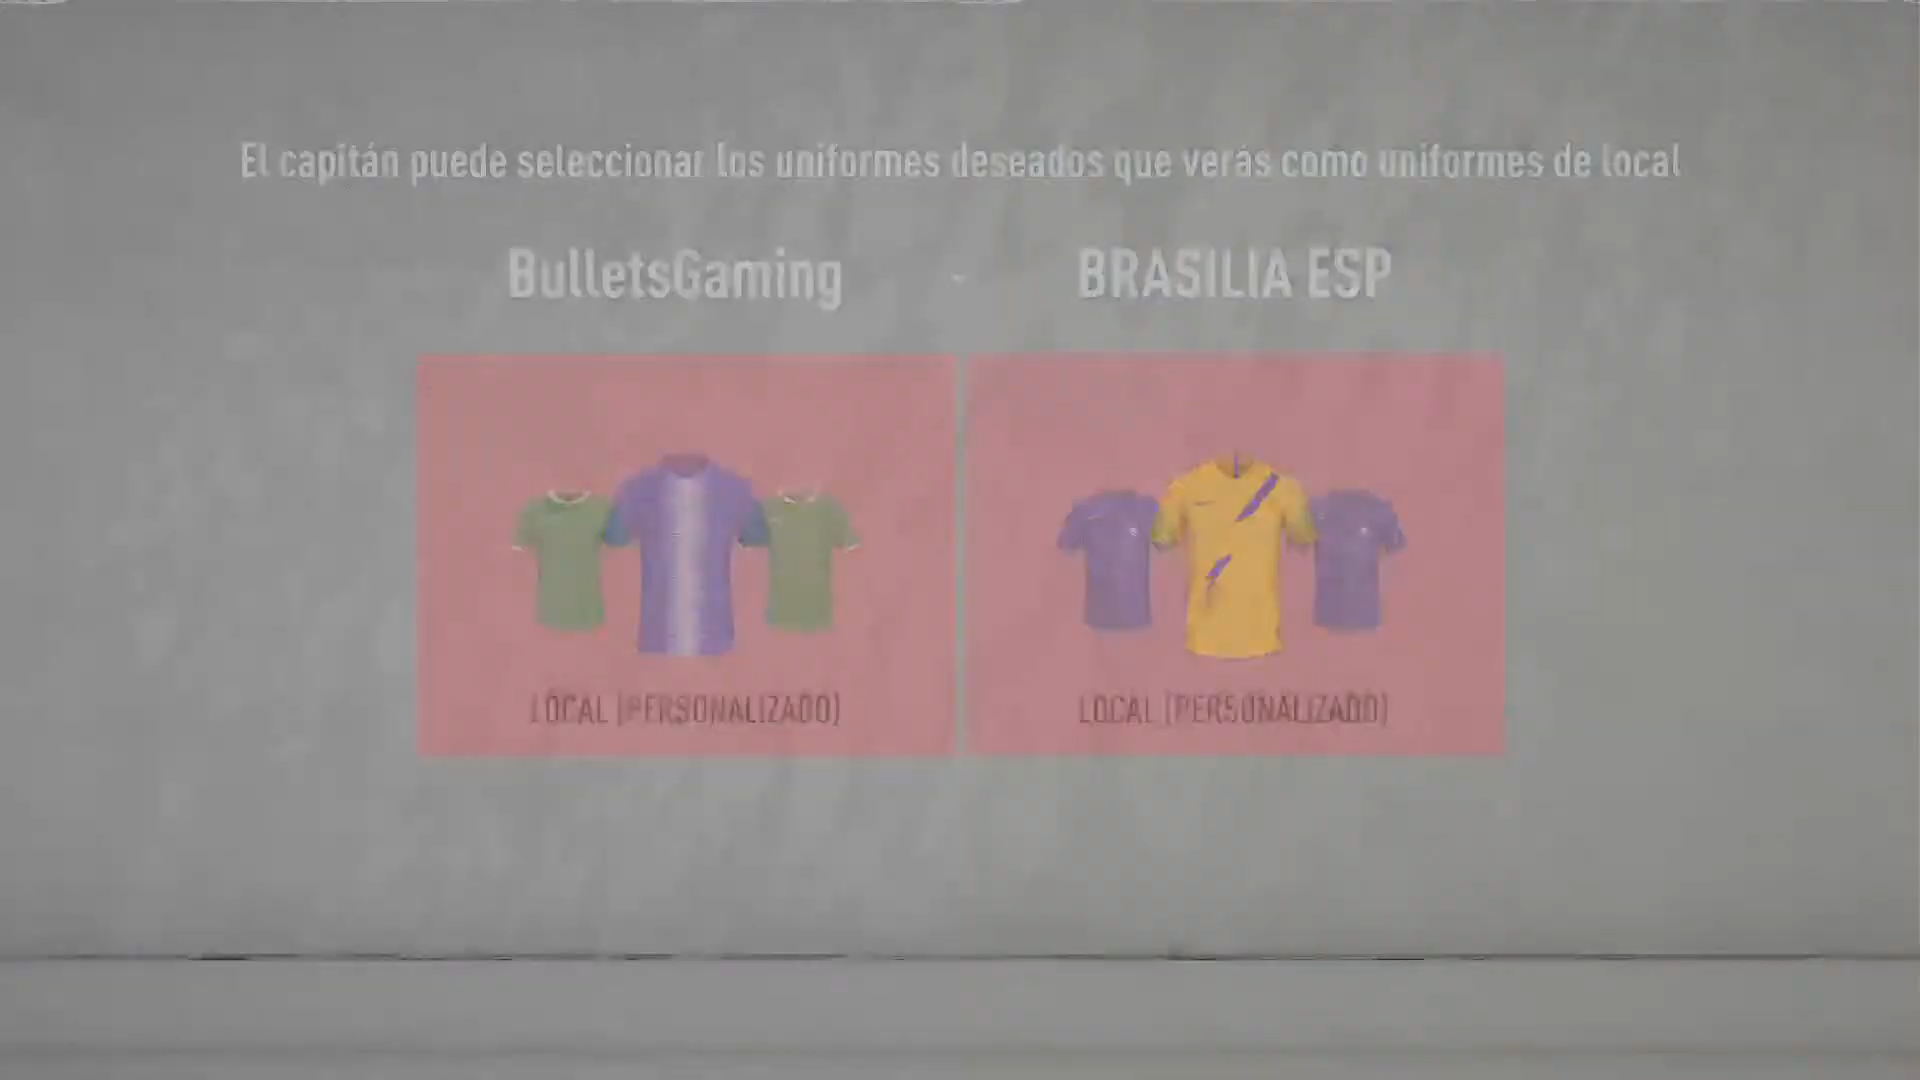 El capitán puede seleccionar los uniformes deseados que verás como uniformes de local
BulletsGaming - BRASILIA ESP
LOCAL (PERSONALIZADO) LOCAL (PERSONALIZADO)